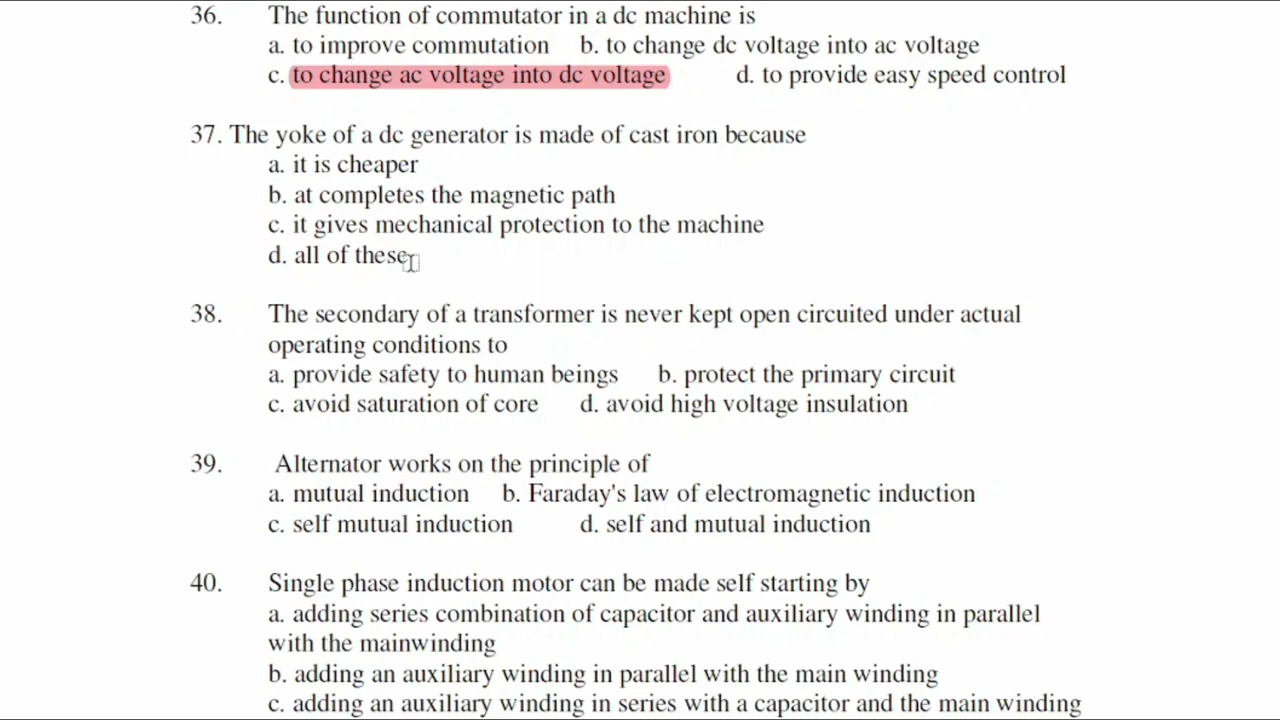 36. The function of commutator in a dc machine is
a. to improve commutation b. to change dc voltage into ac voltage
c. to change ac voltage into dc voltage d. to provide easy speed control
37. The yoke of a dc generator is made of cast iron because
a. it is cheaper
b. at completes the magnetic path
c. it gives mechanical protection to the machine
d. all of these
38. The secondary of a transformer is never kept open circuited under actual
operating conditions to
a. provide safety to human beings b. protect the primary circuit
c. avoid saturation of core d. avoid high voltage insulation
39. Alternator works on the principle of
a. mutual induction b. Faraday's law of electromagnetic induction
c. self mutual induction d. self and mutual induction
40. Single phase induction motor can be made self starting by
a. adding series combination of capacitor and auxiliary winding in parallel
with the mainwinding
b. adding an auxiliary winding in parallel with the main winding
c. adding an auxiliary winding in series with a capacitor and the main winding